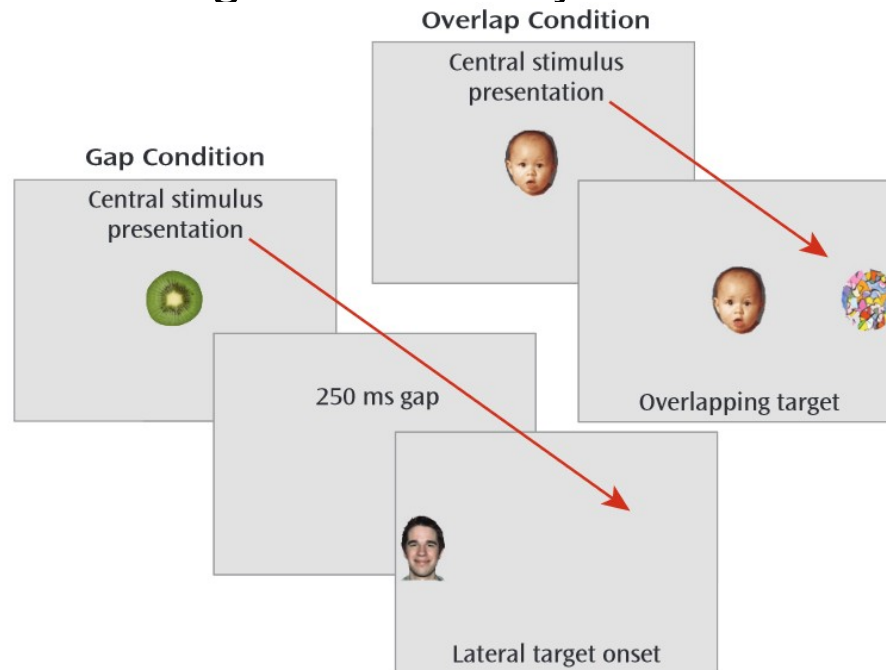 Overlap Condition
Central stimulus
presentation
Gap Condition
Central stimulus
presentation
250 ms gap
Overlapping target
Lateral target onset